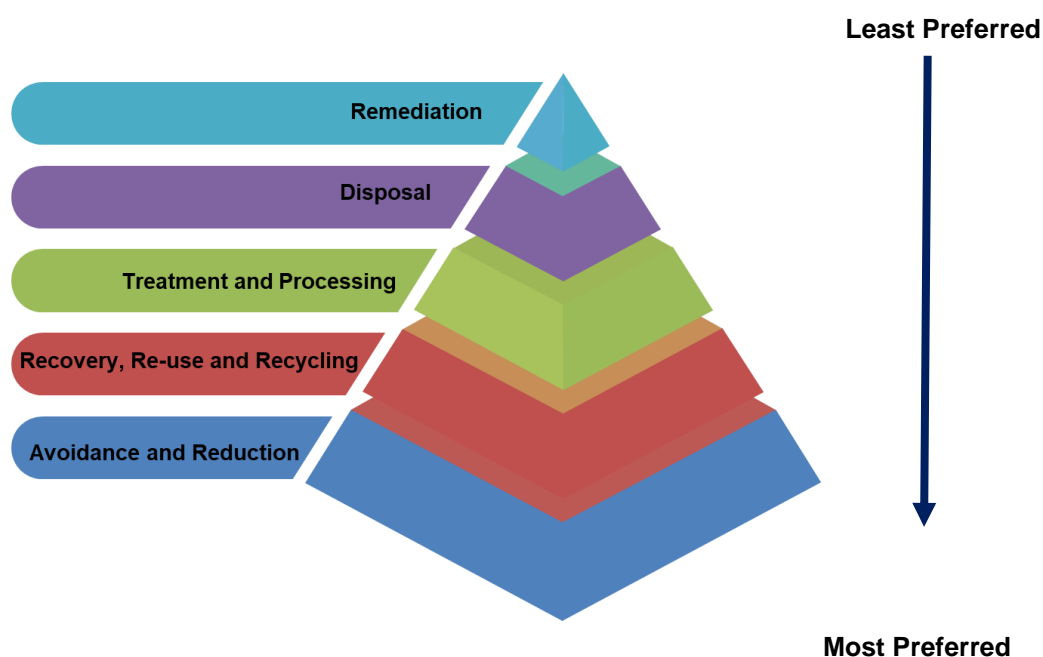 Least Preferred
Remediation
Disposal
Treatment and Processing
Recovery, Re-use and Recycling
Avoidance and Reduction
Most Preferred